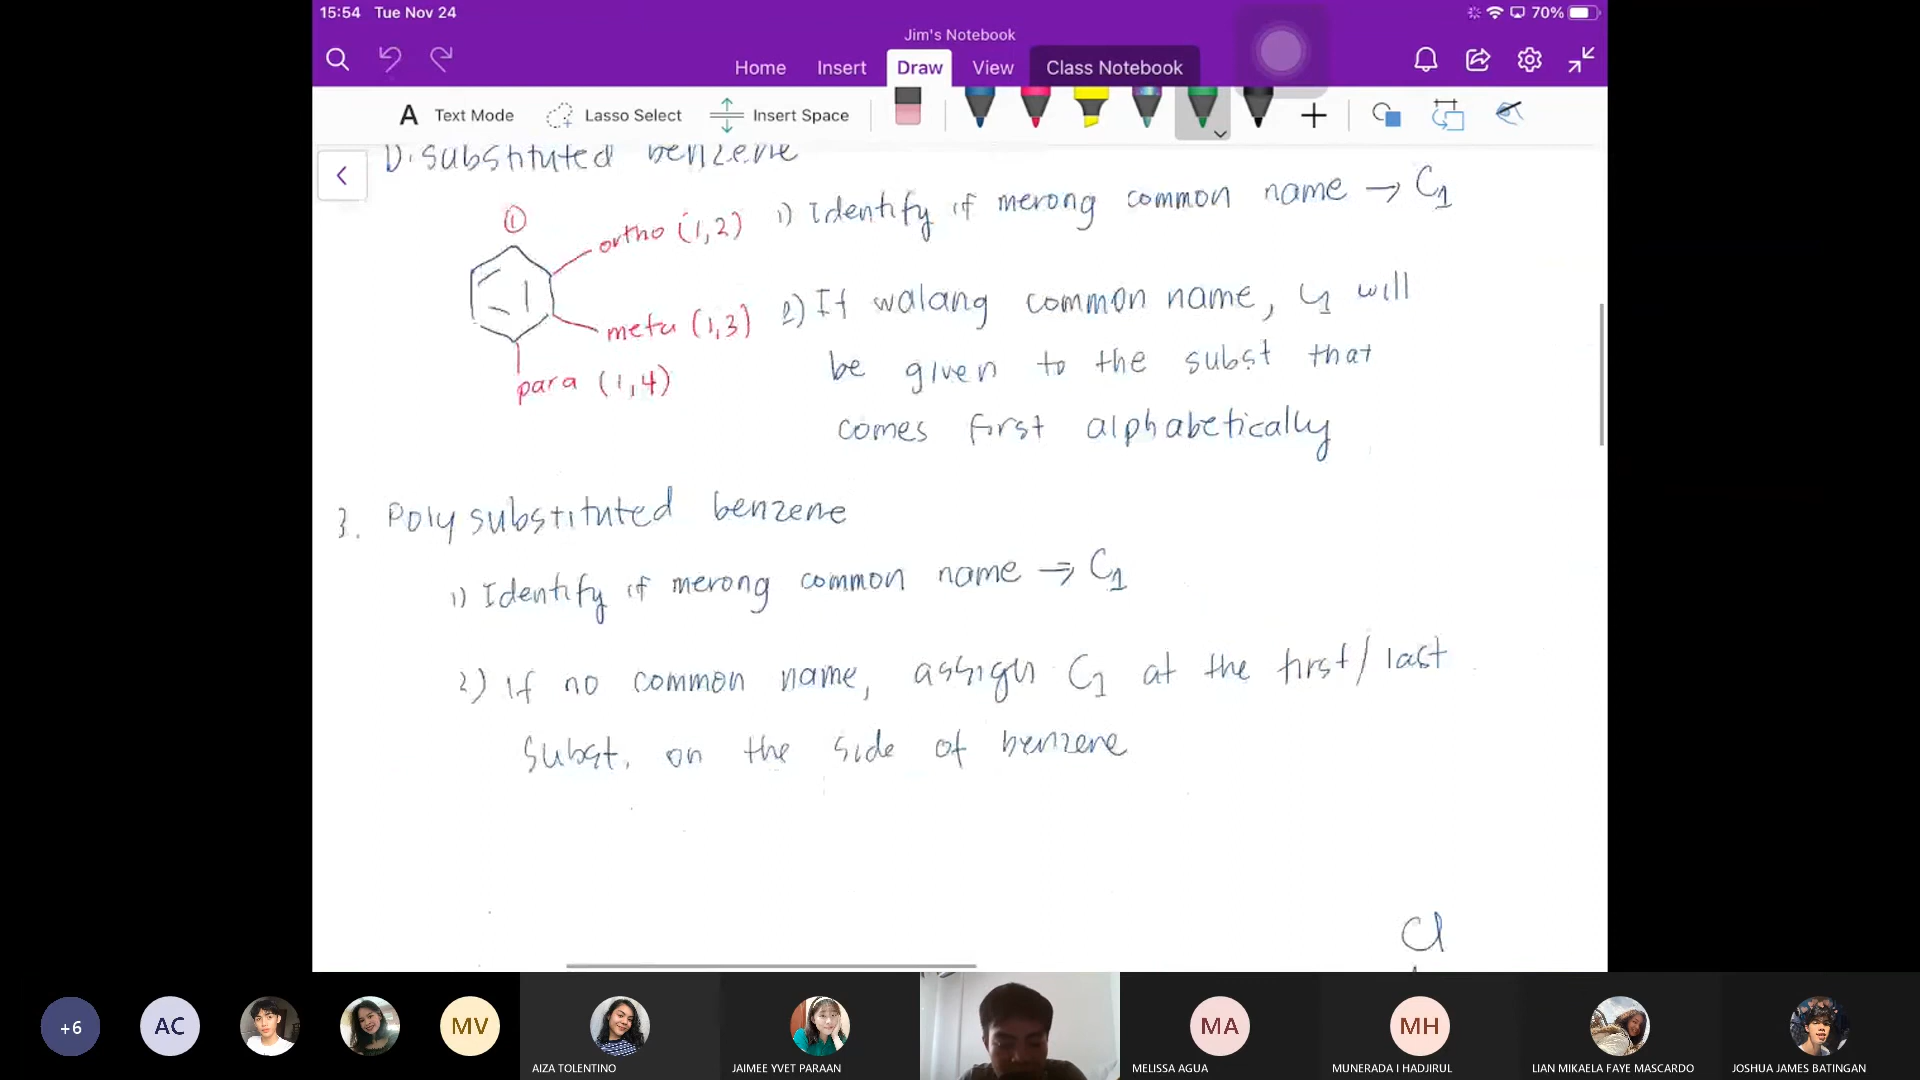 15:54 Tue Nov 24
70%
Jim's Notebook
Home Insert Draw View Class Notebook
A Text Mode Lasso Select Insert Space
Disubstituted benzene
①
ortho (1,2)
meta (1,3)
para (1,4)
1) Identify if merong common name → C1
2) If walang common name, C1 will
be given to the subst that
comes first alphabetically
3. Poly substituted benzene
1) Identify if merong common name → C1
2) If no common name, assign C1 at the first/last
subst. on the side of benzene
Cl
+6
AC
MV
AIZA TOLENTINO
JAIMEE YVET PARAAN
MA
MELISSA AGUA
MH
MUNERADA I HADJIRUL
LIAN MIKAELA FAYE MASCARDO
JOSHUA JAMES BATINGAN